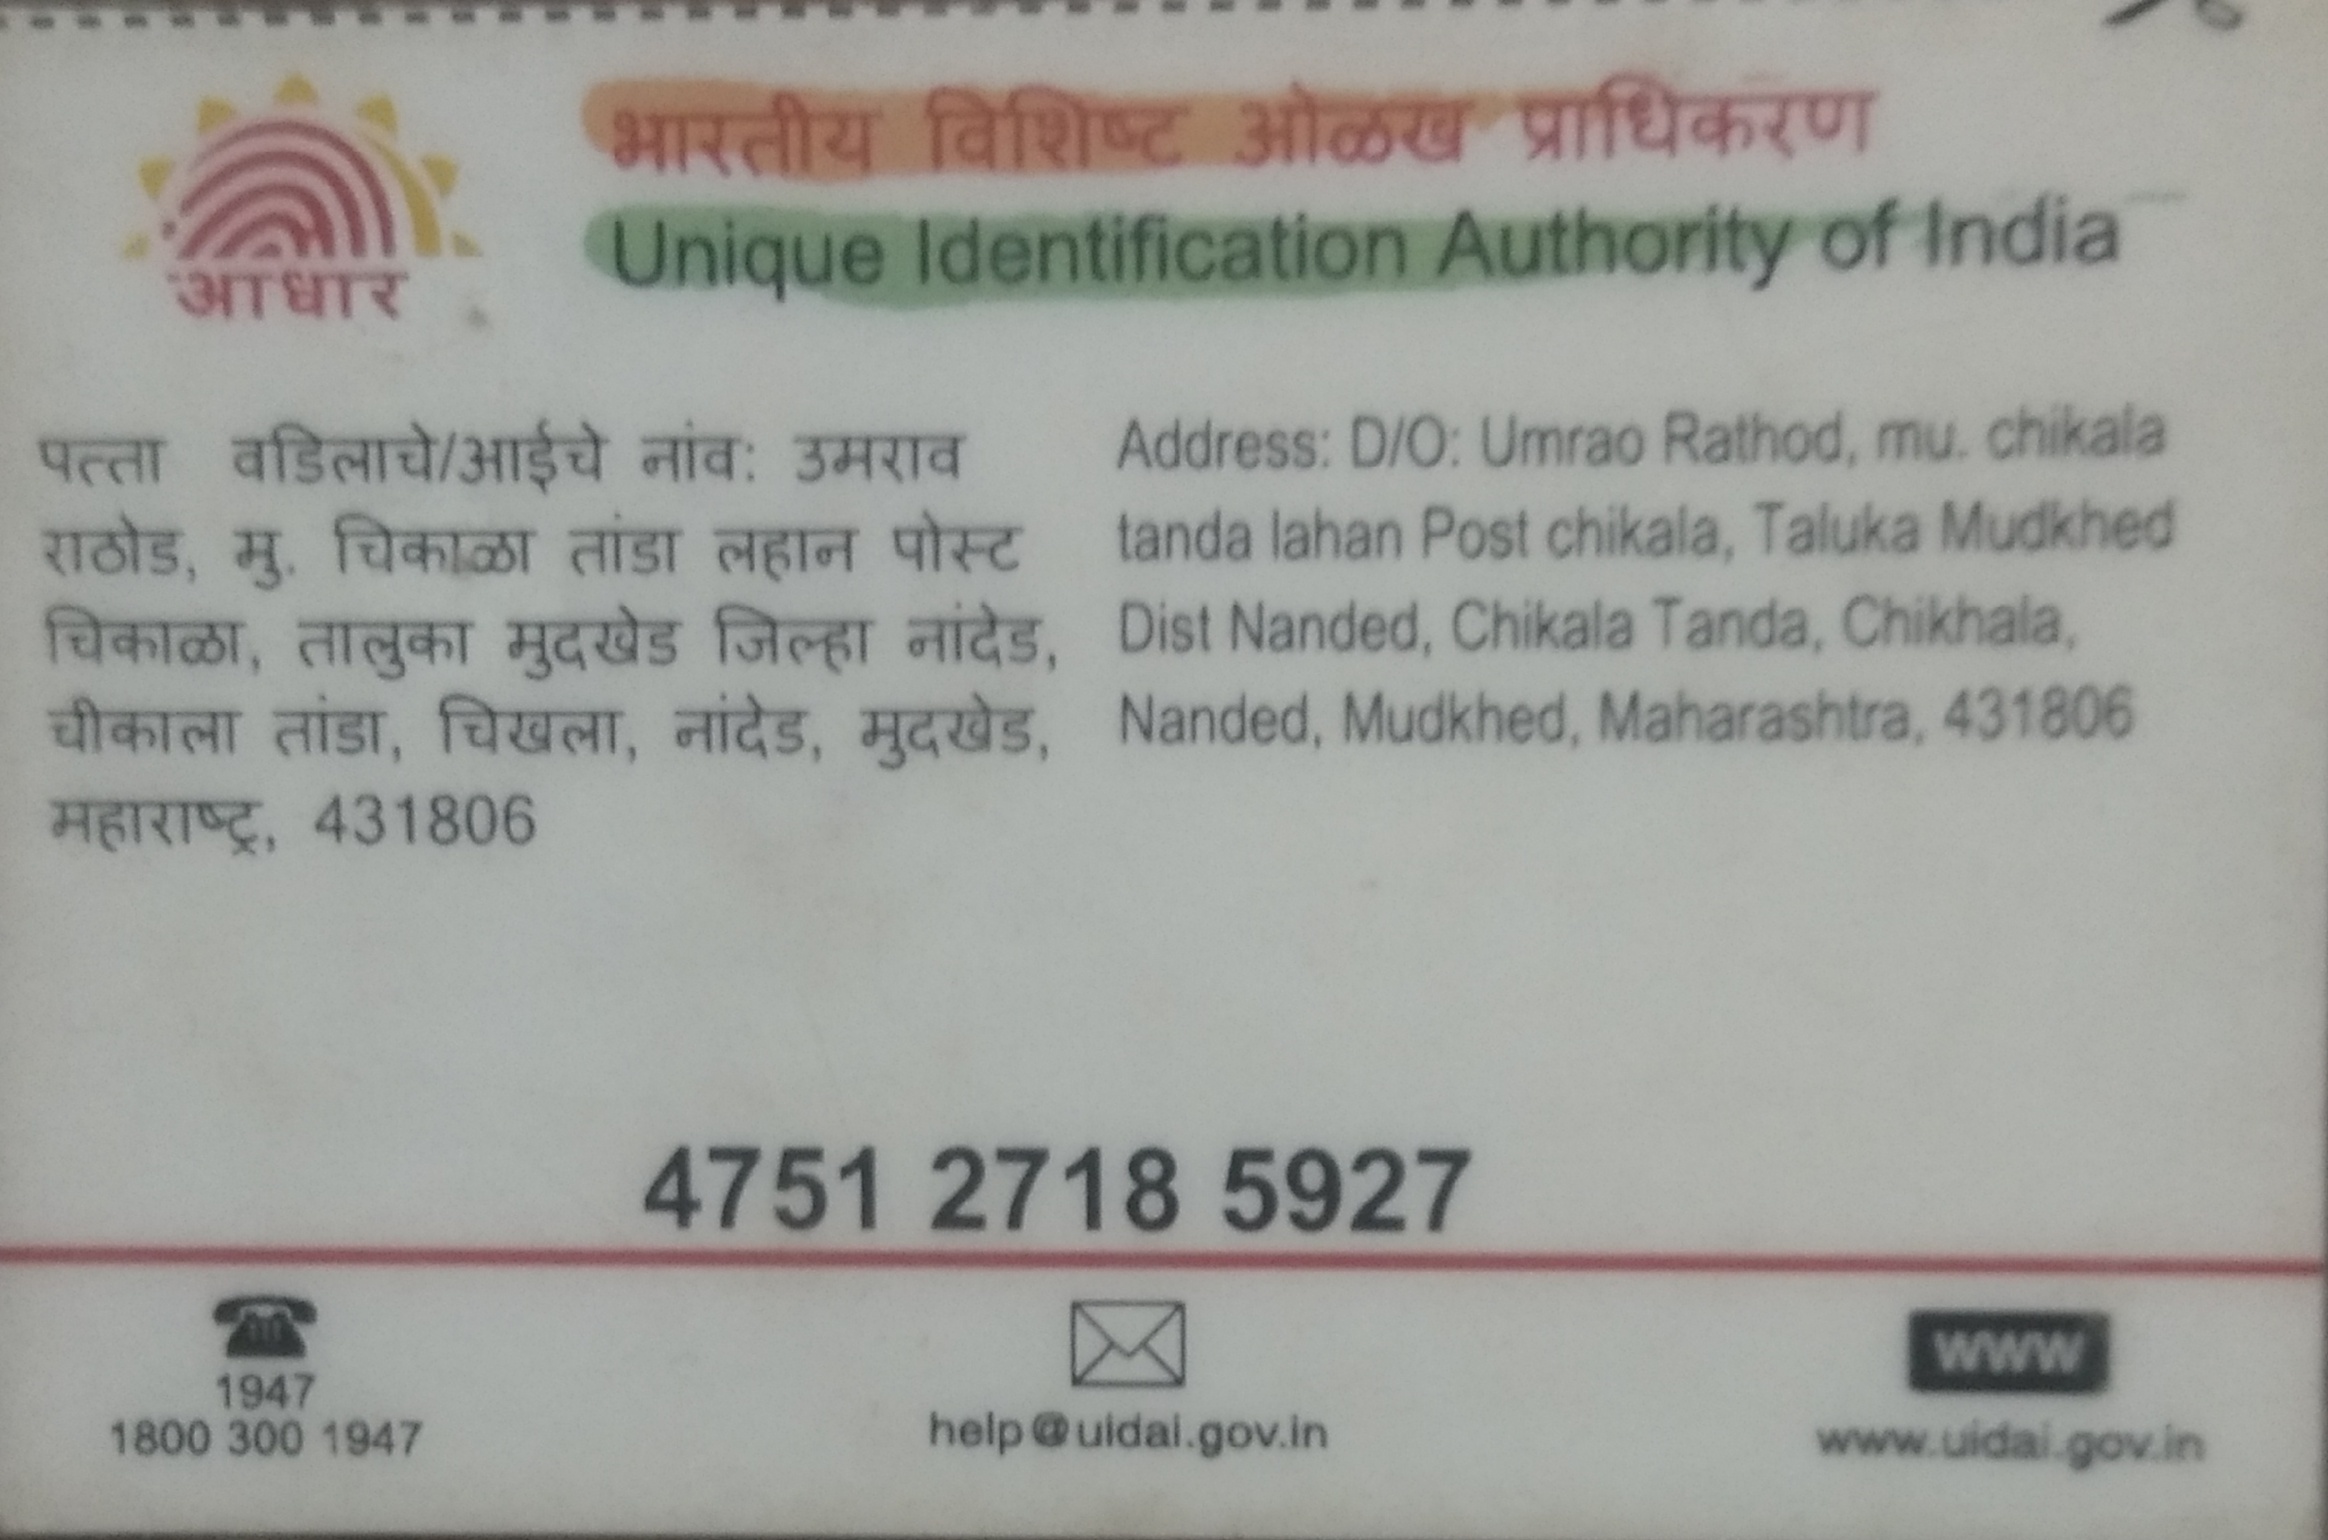 आधार
भारतीय विशिष्ट ओळख प्राधिकरण
Unique Identification Authority of India
पत्ता वडिलाचे/आईचे नांव: उमराव
राठोड, मु. चिकाळा तांडा लहान पोस्ट
चिकाळा, तालुका मुदखेड जिल्हा नांदेड,
चीकाला तांडा, चिखला, नांदेड, मुदखेड,
महाराष्ट्र, 431806
Address: D/O: Umrao Rathod, mu. chikala
tanda lahan Post chikala, Taluka Mudkhed
Dist Nanded, Chikala Tanda, Chikhala,
Nanded, Mudkhed, Maharashtra, 431806
4751 2718 5927
1947
1800 300 1947
help@uidai.gov.in
www
www.uidai.gov.in